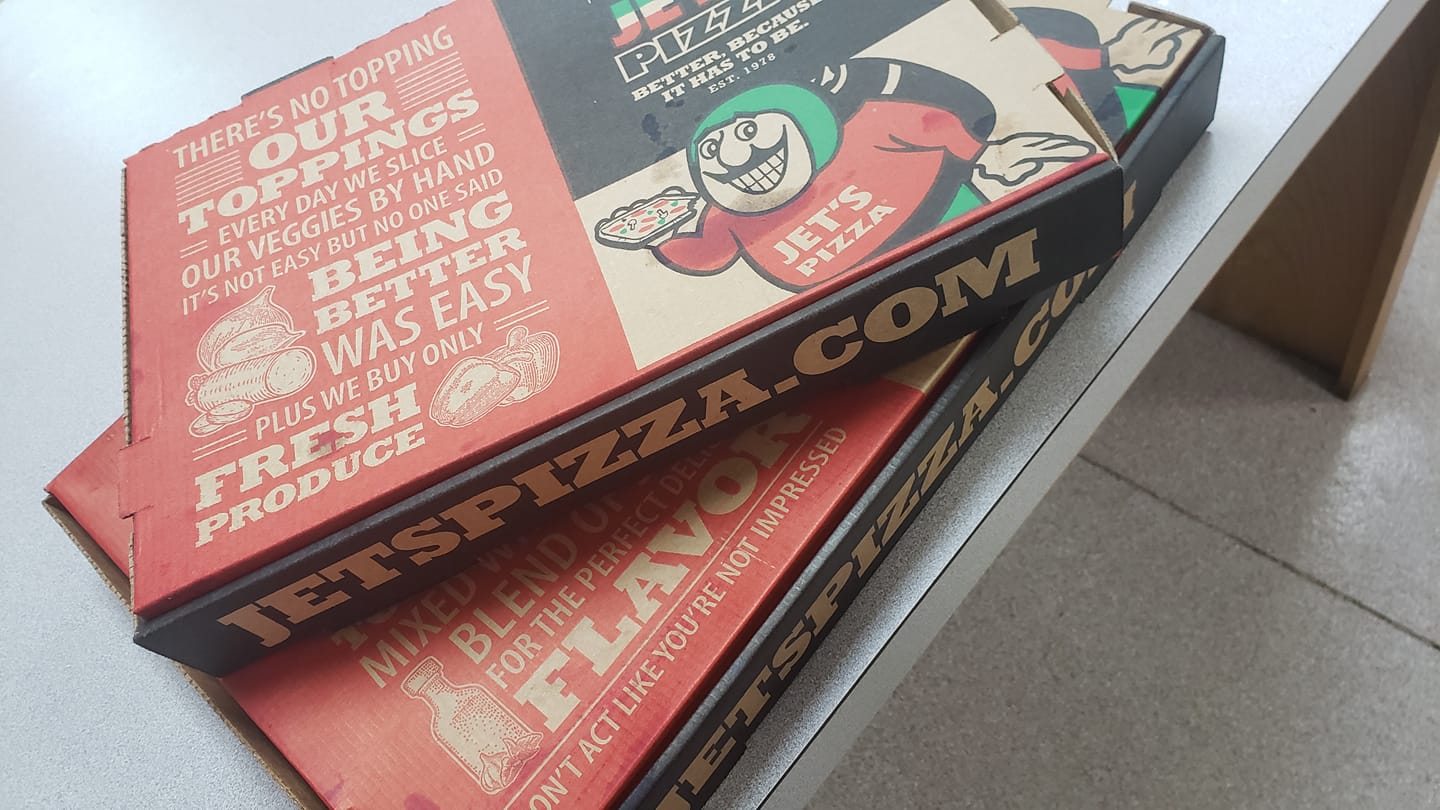 THERE'S NO TOPPING
OUR
TOPPINGS
EVERY DAY WE SLICE
OUR VEGGIES BY HAND
IT'S NOT EASY BUT NO ONE SAID
BEING
BETTER
WAS EASY
PLUS WE BUY ONLY
FRESH
PRODUCE
PIZZA
BETTER, BECAUSE
IT HAS TO BE.
EST. 1978
JET'S
PIZZA
JETSPIZZA.COM
MIXED
BLEND OF
FOR THE PERFECT
FLAVOR
ACT LIKE YOU'RE NOT IMPRESSED
JETSPIZZA.CO